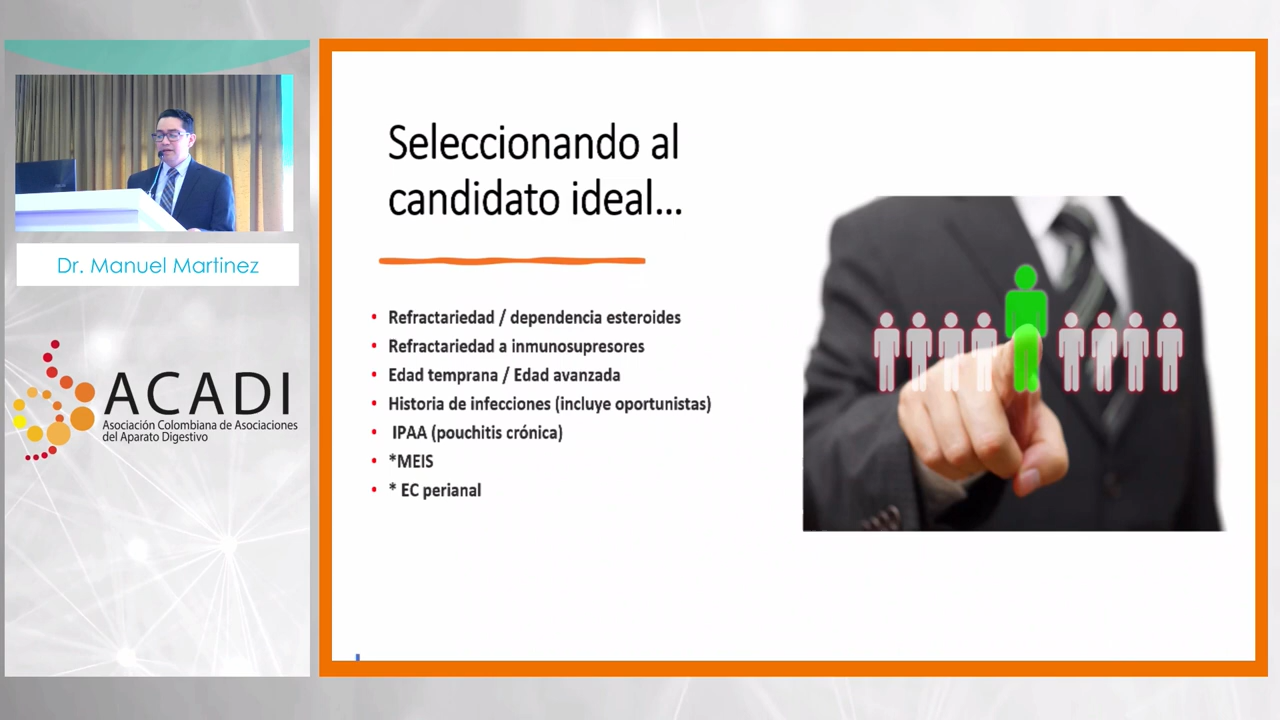 Dr. Manuel Martinez
ACADI
Asociación Colombiana de Asociaciones
del Aparato Digestivo
Seleccionando al
candidato ideal...
• Refractariedad / dependencia esteroides
• Refractariedad a inmunosupresores
• Edad temprana / Edad avanzada
• Historia de infecciones (incluye oportunistas)
• IPAA (pouchitis crónica)
• *MEIS
• * EC perianal